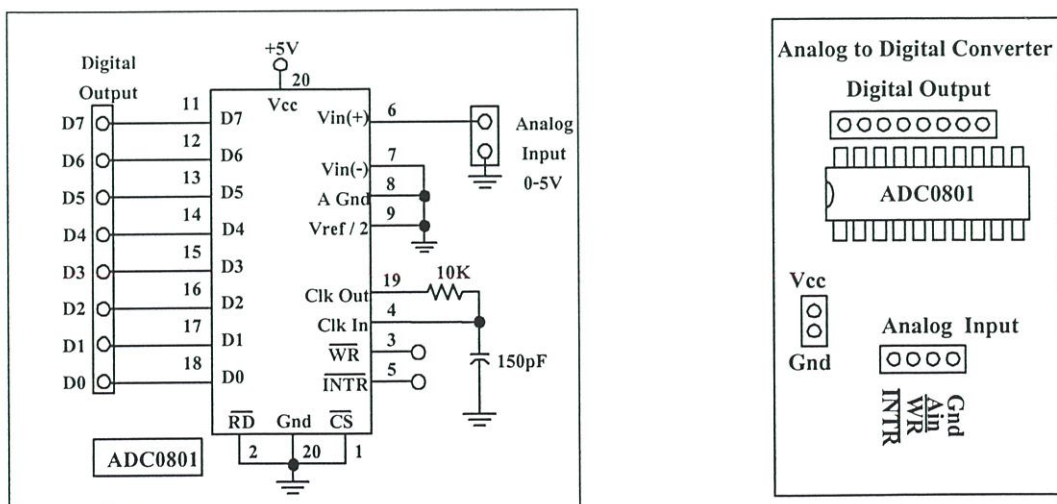 +5V
Digital
Output
20
Vcc
D7
11
D7
Vin(+)
6
Analog
Input
0-5V
D6
12
D6
Vin(-)
7
D5
13
D5
A Gnd
8
D4
14
D4
Vref / 2
9
D3
15
D3
Clk Out
19
10K
D2
16
D2
Clk In
4
D1
17
D1
WR
3
150pF
D0
18
D0
INTR
5
RD
Gnd
CS
2
20
1
ADC0801
Analog to Digital Converter
Digital Output
ADC0801
Vcc
Gnd
Analog Input
INTR
WR
Ain
Gnd